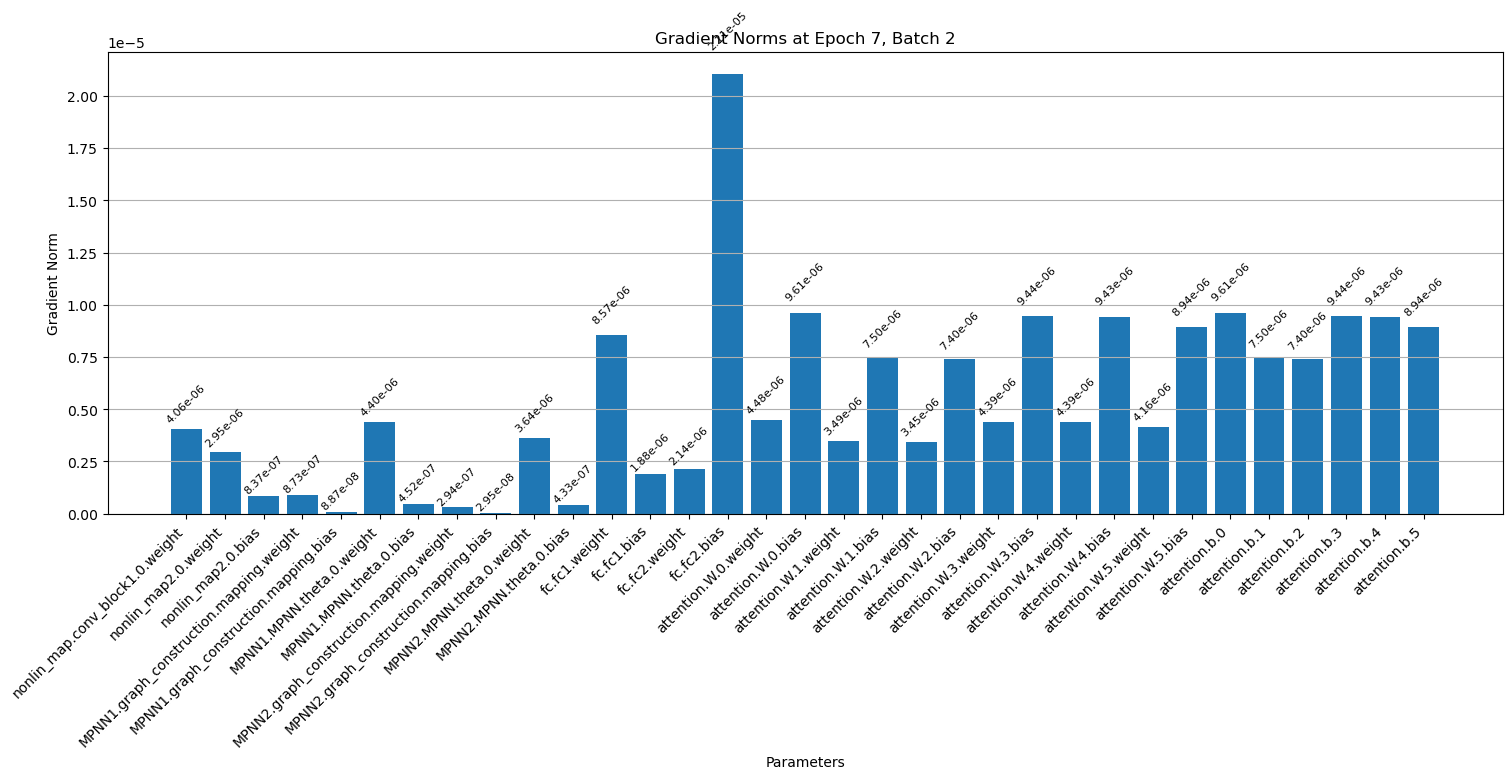 Gradient Norms at Epoch 7, Batch 2
1e−5
2.00
1.75
1.50
1.25
1.00
0.75
0.50
0.25
0.00
Gradient Norm
4.06e-06
2.95e-06
8.37e-07
8.73e-07
8.87e-08
4.40e-06
4.52e-07
2.94e-07
2.95e-08
3.64e-06
4.33e-07
8.57e-06
1.88e-06
2.14e-06
2.11e-05
4.48e-06
9.61e-06
3.49e-06
7.50e-06
3.45e-06
7.40e-06
4.39e-06
9.44e-06
4.39e-06
9.43e-06
4.16e-06
8.94e-06
9.61e-06
7.50e-06
7.40e-06
9.44e-06
9.43e-06
8.94e-06
nonlin_map.conv_block1.0.weight
nonlin_map2.0.weight
nonlin_map2.0.bias
MPNN1.graph_construction.mapping.weight
MPNN1.graph_construction.mapping.bias
MPNN1.MPNN.theta.0.weight
MPNN1.MPNN.theta.0.bias
MPNN2.graph_construction.mapping.weight
MPNN2.graph_construction.mapping.bias
MPNN2.MPNN.theta.0.weight
MPNN2.MPNN.theta.0.bias
fc.fc1.weight
fc.fc1.bias
fc.fc2.weight
fc.fc2.bias
attention.W.0.weight
attention.W.0.bias
attention.W.1.weight
attention.W.1.bias
attention.W.2.weight
attention.W.2.bias
attention.W.3.weight
attention.W.3.bias
attention.W.4.weight
attention.W.4.bias
attention.W.5.weight
attention.W.5.bias
attention.b.0
attention.b.1
attention.b.2
attention.b.3
attention.b.4
attention.b.5
Parameters